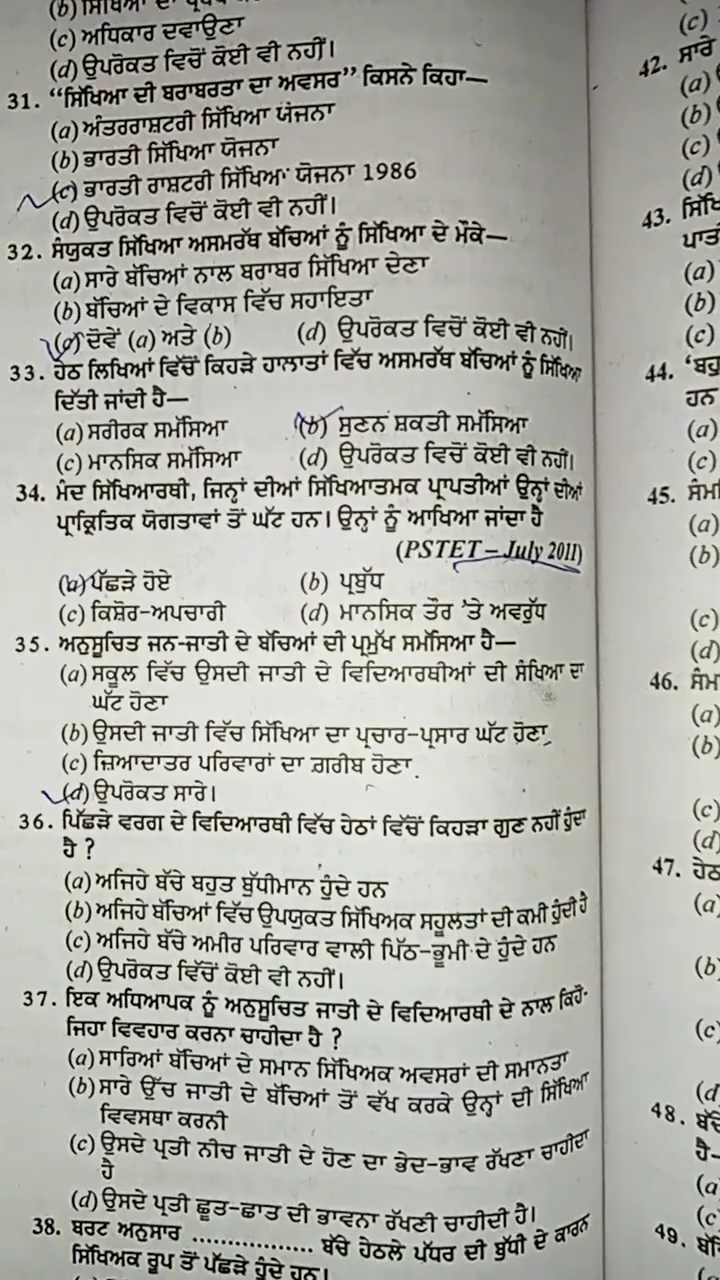 (c) ਅਧਿਕਾਰ ਦਵਾਉਣਾ
(d) ਉਪਰੋਕਤ ਵਿਚੋਂ ਕੋਈ ਵੀ ਨਹੀਂ।
31. “ਸਿੱਖਿਆ ਦੀ ਬਰਾਬਰਤਾ ਦਾ ਅਵਸਰ” ਕਿਸਨੇ ਕਿਹਾ—
(a) ਅੰਤਰਰਾਸ਼ਟਰੀ ਸਿੱਖਿਆ ਯੋਜਨਾ
(b) ਭਾਰਤੀ ਸਿੱਖਿਆ ਯੋਜਨਾ
(c) ਭਾਰਤੀ ਰਾਸ਼ਟਰੀ ਸਿੱਖਿਆ ਯੋਜਨਾ 1986
(d) ਉਪਰੋਕਤ ਵਿਚੋਂ ਕੋਈ ਵੀ ਨਹੀਂ।
32. ਸੰਯੁਕਤ ਸਿੱਖਿਆ ਅਸਮਰੱਥ ਬੱਚਿਆਂ ਨੂੰ ਸਿੱਖਿਆ ਦੇ ਮੌਕੇ—
(a) ਸਾਰੇ ਬੱਚਿਆਂ ਨਾਲ ਬਰਾਬਰ ਸਿੱਖਿਆ ਦੇਣਾ
(b) ਬੱਚਿਆਂ ਦੇ ਵਿਕਾਸ ਵਿੱਚ ਸਹਾਇਤਾ
(c) ਦੋਵੇਂ (a) ਅਤੇ (b) (d) ਉਪਰੋਕਤ ਵਿਚੋਂ ਕੋਈ ਵੀ ਨਹੀਂ।
33. ਹੇਠ ਲਿਖਿਆਂ ਵਿੱਚੋਂ ਕਿਹੜੇ ਹਾਲਾਤਾਂ ਵਿੱਚ ਅਸਮਰੱਥ ਬੱਚਿਆਂ ਨੂੰ ਸਿੱਖਿਆ
ਦਿੱਤੀ ਜਾਂਦੀ ਹੈ—
(a) ਸਰੀਰਕ ਸਮੱਸਿਆ (b) ਸੁਣਨ ਸ਼ਕਤੀ ਸਮੱਸਿਆ
(c) ਮਾਨਸਿਕ ਸਮੱਸਿਆ (d) ਉਪਰੋਕਤ ਵਿਚੋਂ ਕੋਈ ਵੀ ਨਹੀਂ।
34. ਮੰਦ ਸਿੱਖਿਆਰਥੀ, ਜਿਨ੍ਹਾਂ ਦੀਆਂ ਸਿੱਖਿਆਤਮਕ ਪ੍ਰਾਪਤੀਆਂ ਉਨ੍ਹਾਂ ਦੀਆਂ
ਪ੍ਰਾਕ੍ਰਿਤਿਕ ਯੋਗਤਾਵਾਂ ਤੋਂ ਘੱਟ ਹਨ। ਉਨ੍ਹਾਂ ਨੂੰ ਆਖਿਆ ਜਾਂਦਾ ਹੈ
(PSTET – July 2011)
(a) ਪੱਛੜੇ ਹੋਏ (b) ਪ੍ਰਬੁੱਧ
(c) ਕਿਸ਼ੋਰ-ਅਪਚਾਰੀ (d) ਮਾਨਸਿਕ ਤੌਰ 'ਤੇ ਅਵਰੁੱਧ
35. ਅਨੁਸੂਚਿਤ ਜਨ-ਜਾਤੀ ਦੇ ਬੱਚਿਆਂ ਦੀ ਪ੍ਰਮੁੱਖ ਸਮੱਸਿਆ ਹੈ—
(a) ਸਕੂਲ ਵਿੱਚ ਉਸਦੀ ਜਾਤੀ ਦੇ ਵਿਦਿਆਰਥੀਆਂ ਦੀ ਸੰਖਿਆ ਦਾ
ਘੱਟ ਹੋਣਾ
(b) ਉਸਦੀ ਜਾਤੀ ਵਿੱਚ ਸਿੱਖਿਆ ਦਾ ਪ੍ਰਚਾਰ-ਪ੍ਰਸਾਰ ਘੱਟ ਹੋਣਾ
(c) ਜ਼ਿਆਦਾਤਰ ਪਰਿਵਾਰਾਂ ਦਾ ਗ਼ਰੀਬ ਹੋਣਾ
(d) ਉਪਰੋਕਤ ਸਾਰੇ।
36. ਪਿੱਛੜੇ ਵਰਗ ਦੇ ਵਿਦਿਆਰਥੀ ਵਿੱਚ ਹੇਠਾਂ ਵਿੱਚੋਂ ਕਿਹੜਾ ਗੁਣ ਨਹੀਂ ਹੁੰਦਾ
ਹੈ ?
(a) ਅਜਿਹੇ ਬੱਚੇ ਬਹੁਤ ਬੁੱਧੀਮਾਨ ਹੁੰਦੇ ਹਨ
(b) ਅਜਿਹੇ ਬੱਚਿਆਂ ਵਿੱਚ ਉਪਯੁਕਤ ਸਿੱਖਿਅਕ ਸਹੂਲਤਾਂ ਦੀ ਕਮੀ ਹੁੰਦੀ ਹੈ
(c) ਅਜਿਹੇ ਬੱਚੇ ਅਮੀਰ ਪਰਿਵਾਰ ਵਾਲੀ ਪਿੱਠ-ਭੂਮੀ ਦੇ ਹੁੰਦੇ ਹਨ
(d) ਉਪਰੋਕਤ ਵਿੱਚੋਂ ਕੋਈ ਵੀ ਨਹੀਂ।
37. ਇਕ ਅਧਿਆਪਕ ਨੂੰ ਅਨੁਸੂਚਿਤ ਜਾਤੀ ਦੇ ਵਿਦਿਆਰਥੀ ਦੇ ਨਾਲ ਕਿਹੋ-
ਜਿਹਾ ਵਿਵਹਾਰ ਕਰਨਾ ਚਾਹੀਦਾ ਹੈ ?
(a) ਸਾਰਿਆਂ ਬੱਚਿਆਂ ਦੇ ਸਮਾਨ ਸਿੱਖਿਅਕ ਅਵਸਰਾਂ ਦੀ ਸਮਾਨਤਾ
(b) ਸਾਰੇ ਉੱਚ ਜਾਤੀ ਦੇ ਬੱਚਿਆਂ ਤੋਂ ਵੱਖ ਕਰਕੇ ਉਨ੍ਹਾਂ ਦੀ ਸਿੱਖਿਆ
ਵਿਵਸਥਾ ਕਰਨੀ
(c) ਉਸਦੇ ਪ੍ਰਤੀ ਨੀਚ ਜਾਤੀ ਦੇ ਹੋਣ ਦਾ ਭੇਦ-ਭਾਵ ਰੱਖਣਾ ਚਾਹੀਦਾ
ਹੈ
(d) ਉਸਦੇ ਪ੍ਰਤੀ ਛੂਤ-ਛਾਤ ਦੀ ਭਾਵਨਾ ਰੱਖਣੀ ਚਾਹੀਦੀ ਹੈ।
38. ਬਰਟ ਅਨੁਸਾਰ ................. ਬੱਚੇ ਹੇਠਲੇ ਪੱਧਰ ਦੀ ਬੁੱਧੀ ਦੇ ਕਾਰਨ
ਸਿੱਖਿਅਕ ਰੂਪ ਤੋਂ ਪੱਛੜੇ ਹੁੰਦੇ ਹਨ।
(c)
42. ਸਾਰੇ
(a)
(b)
(c)
(d)
43.
(a)
(b)
(c)
44.
ਹਨ
(a)
(c)
45.
(a)
(b)
(c)
(d)
46.
(a)
(b)
(c)
(d)
47.
(a)
(b)
(c)
(d)
48.
ਹੈ—
(a)
(c)
49.